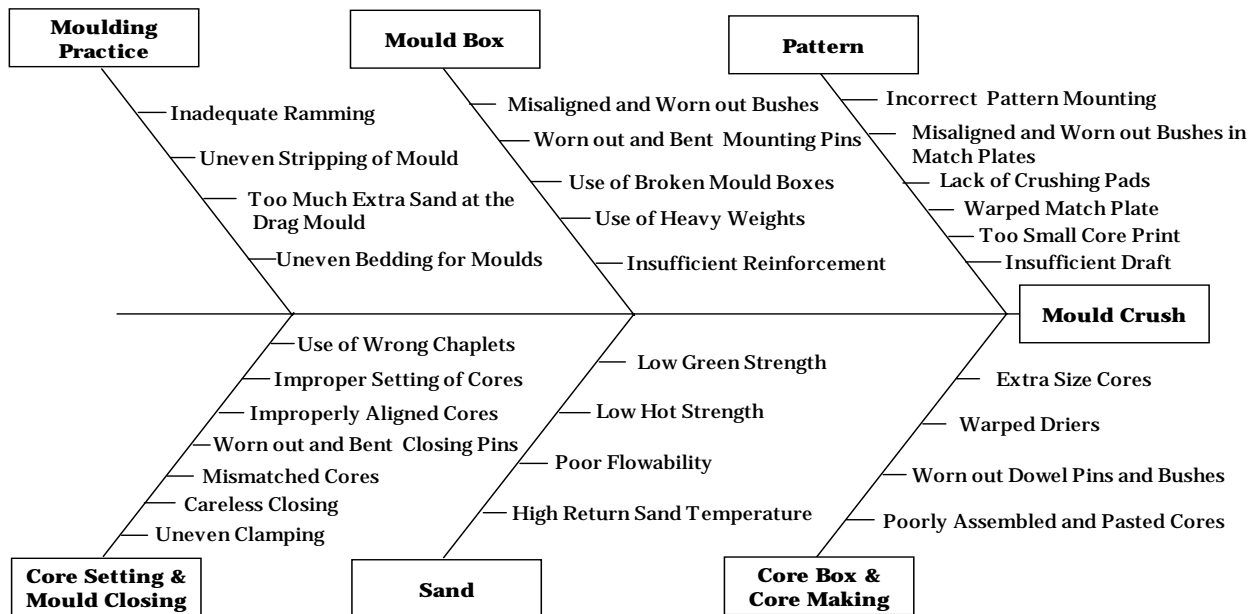 Moulding
Practice
Inadequate Ramming
Uneven Stripping of Mould
Too Much Extra Sand at the
Drag Mould
Uneven Bedding for Moulds
Mould Box
Misaligned and Worn out Bushes
Worn out and Bent Mounting Pins
Use of Broken Mould Boxes
Use of Heavy Weights
Insufficient Reinforcement
Pattern
Incorrect Pattern Mounting
Misaligned and Worn out Bushes in
Match Plates
Lack of Crushing Pads
Warped Match Plate
Too Small Core Print
Insufficient Draft
Mould Crush
Use of Wrong Chaplets
Improper Setting of Cores
Improperly Aligned Cores
Worn out and Bent Closing Pins
Mismatched Cores
Careless Closing
Uneven Clamping
Core Setting &
Mould Closing
Low Green Strength
Low Hot Strength
Poor Flowability
High Return Sand Temperature
Sand
Extra Size Cores
Warped Driers
Worn out Dowel Pins and Bushes
Poorly Assembled and Pasted Cores
Core Box &
Core Making